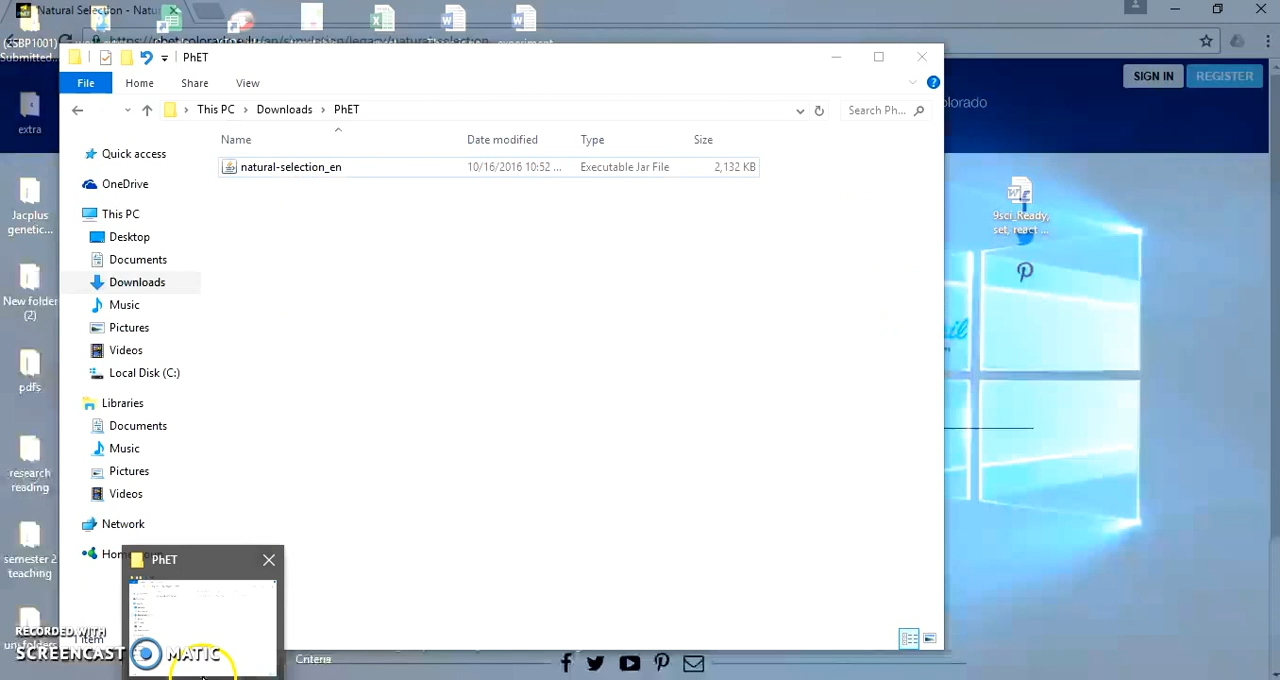 Natural Selection - Natu
(2SBP1001)
Submitted...
PhET
SIGN IN
REGISTER
File
Home
Share
View
olorado
extra
This PC
Downloads
PhET
Search Ph...
Name
Date modified
Type
Size
Quick access
natural-selection_en
10/16/2016 10:52 ...
Executable Jar File
2,132 KB
OneDrive
Jacplus
genetic...
This PC
9sci_Ready,
set, react ...
Desktop
Documents
Downloads
New folder
(2)
Music
Pictures
Videos
pdfs
Local Disk (C:)
Libraries
Documents
Music
research
reading
Pictures
Videos
Network
semester 2
teaching
PhET
RECORDED WITH
SCREENCAST MATIC
Criteria